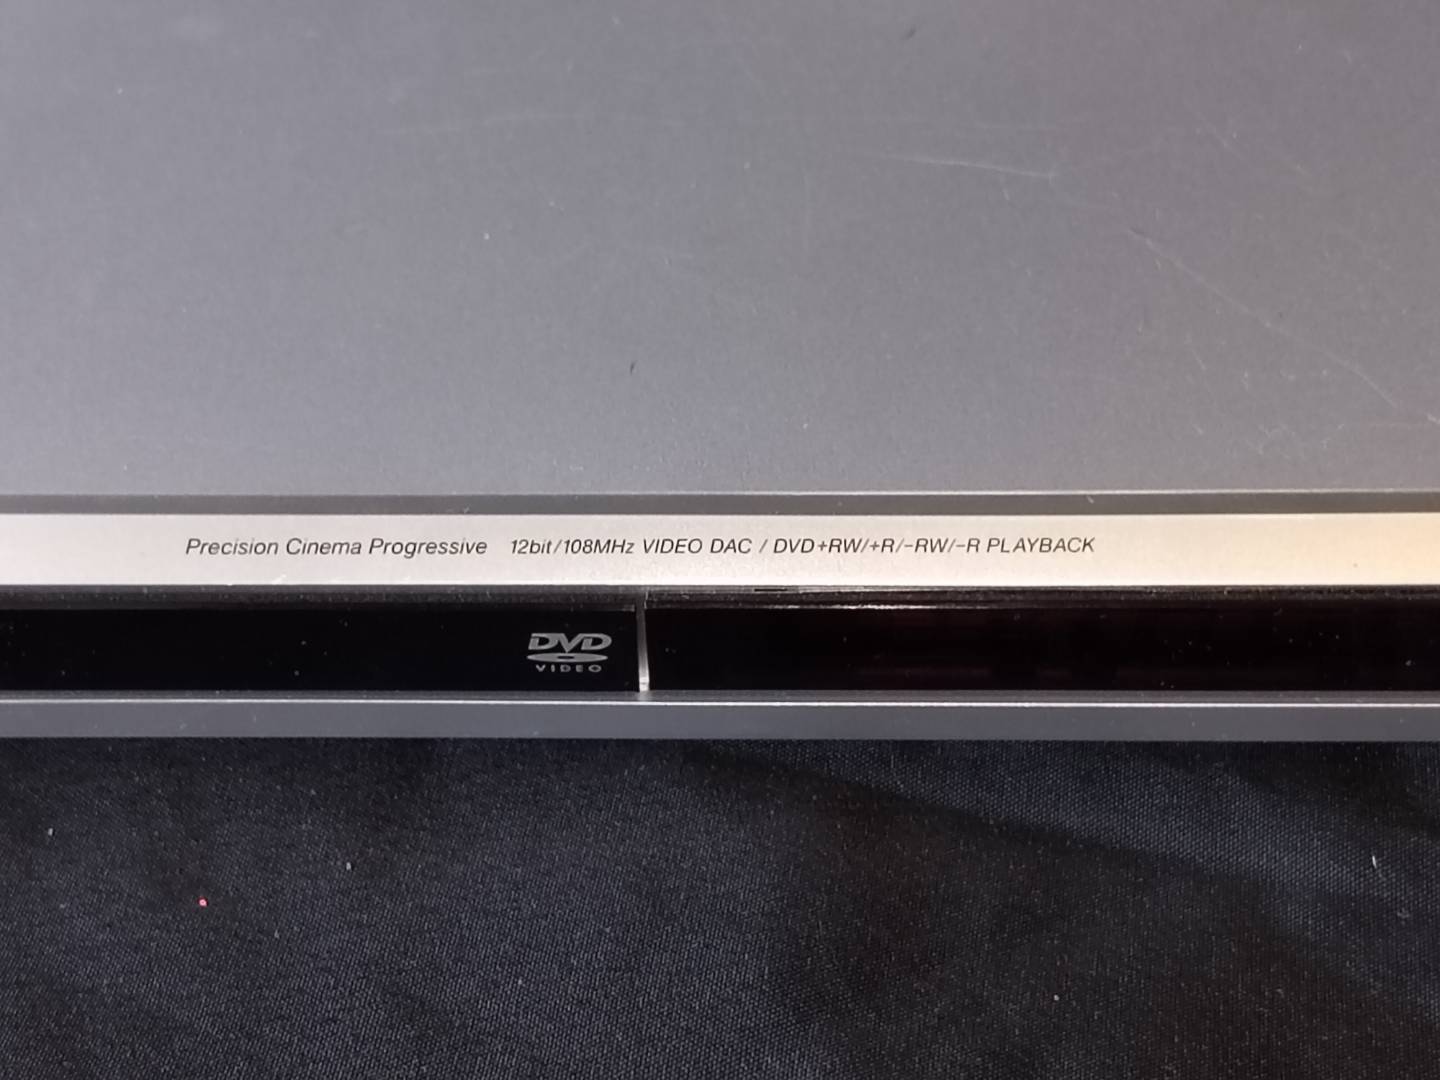 Precision Cinema Progressive 12bit/108MHz VIDEO DAC / DVD+RW/+R/-RW/-R PLAYBACK
DVD
VIDEO